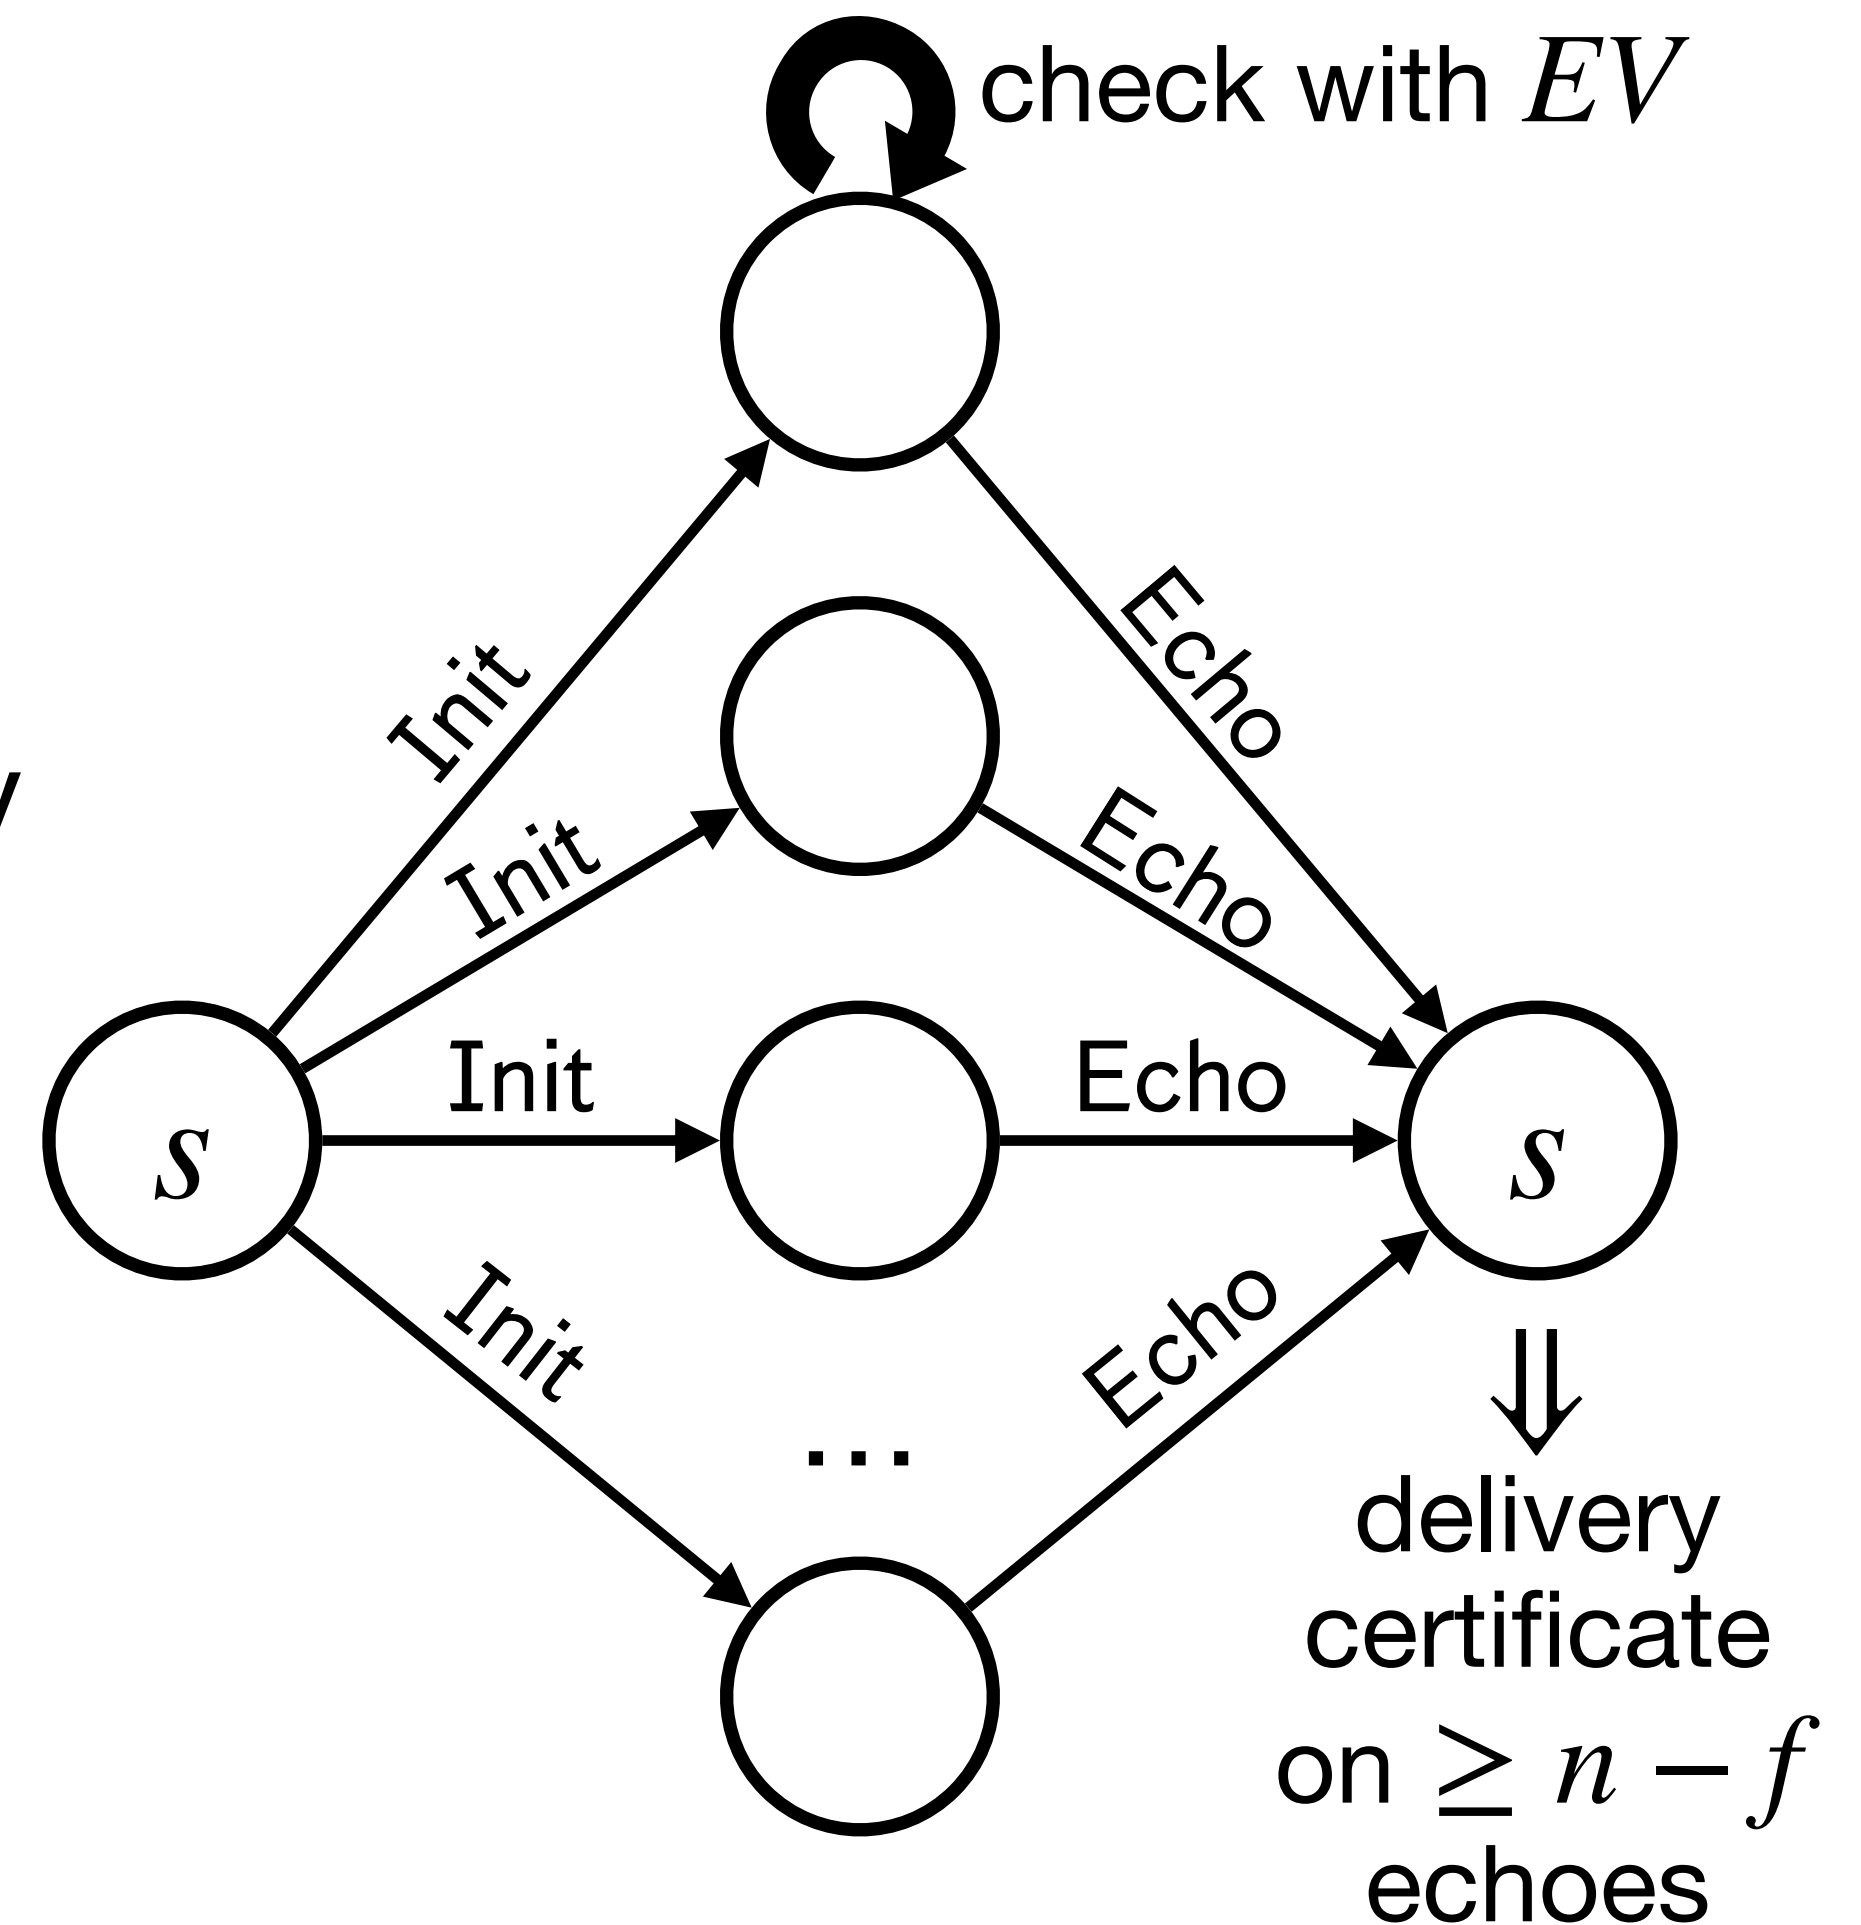 check with EV
Init
Echo
Init
Echo
Init
Echo
s
s
Init
Echo
...
⇓
delivery
certificate
on ≥ n − f
echoes